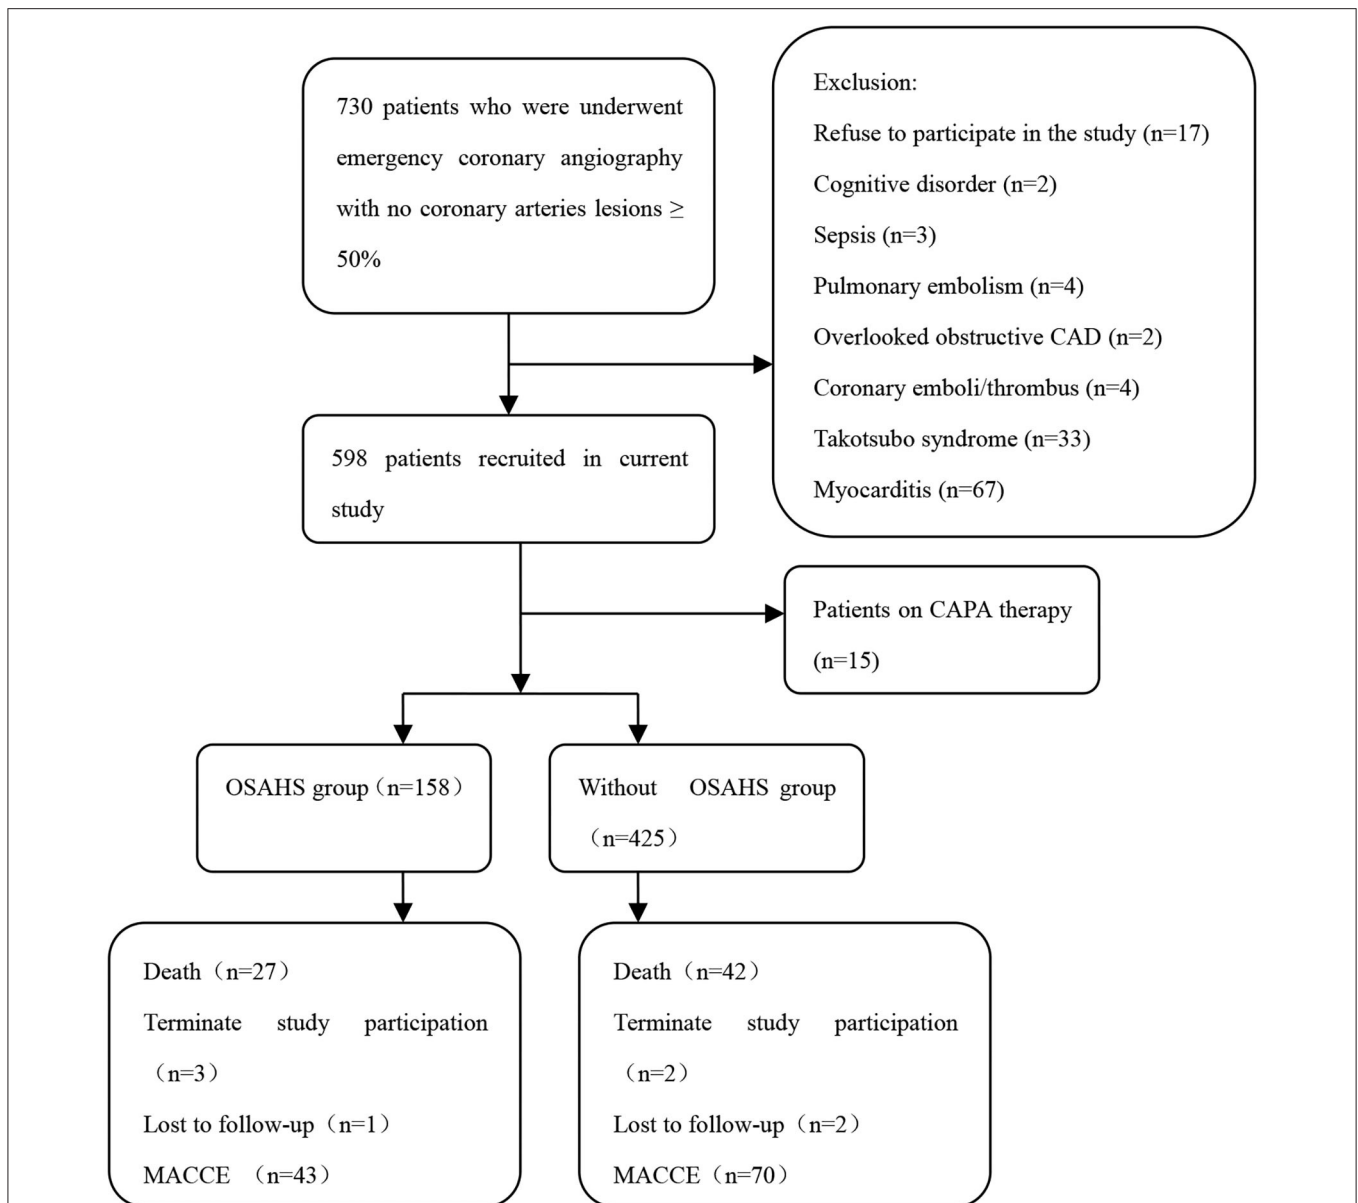 730 patients who were underwent
emergency coronary angiography
with no coronary arteries lesions ≥
50%
Exclusion:
Refuse to participate in the study (n=17)
Cognitive disorder (n=2)
Sepsis (n=3)
Pulmonary embolism (n=4)
Overlooked obstructive CAD (n=2)
Coronary emboli/thrombus (n=4)
Takotsubo syndrome (n=33)
Myocarditis (n=67)
598 patients recruited in current
study
Patients on CAPA therapy
(n=15)
OSAHS group（n=158）
Without OSAHS group
（n=425）
Death（n=27）
Terminate study participation
（n=3）
Lost to follow-up（n=1）
MACCE （n=43）
Death（n=42）
Terminate study participation
（n=2）
Lost to follow-up（n=2）
MACCE（n=70）